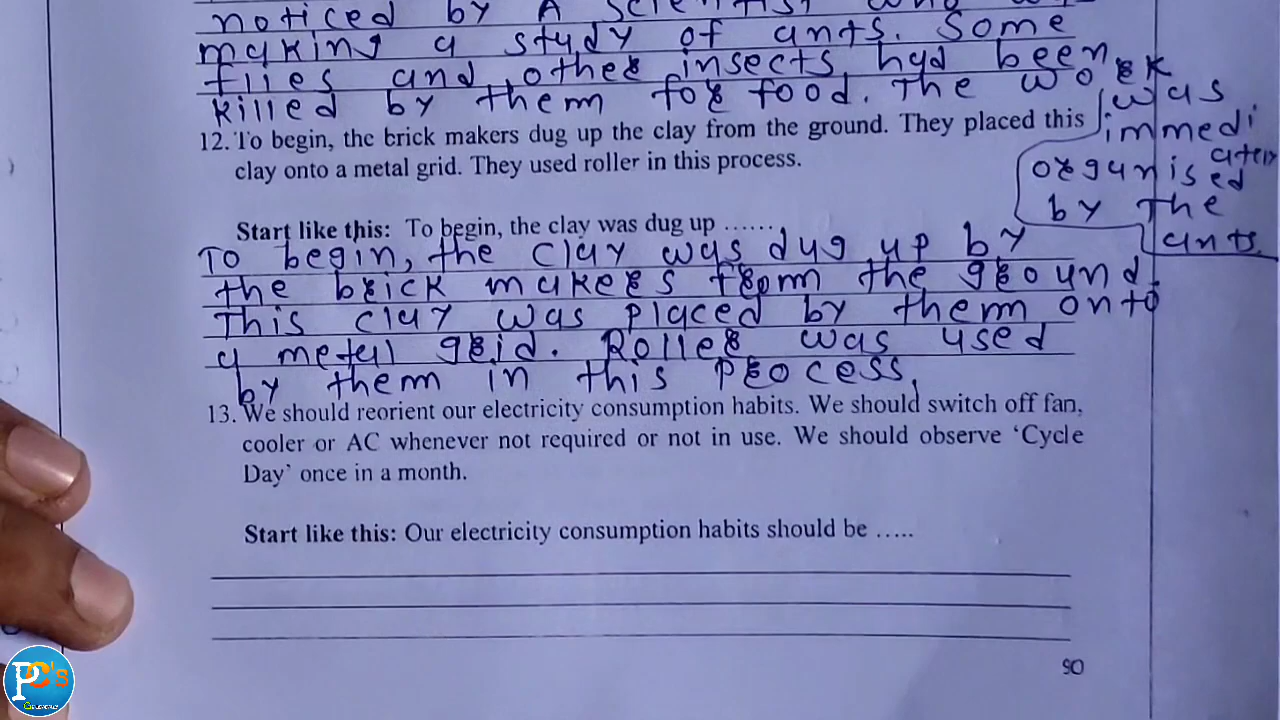 noticed by A scientist who was
making a study of ants. Some
flies and other insects had been
killed by them for food. The work
was
immedi
ately
organised
by the
ants.
12. To begin, the brick makers dug up the clay from the ground. They placed this
clay onto a metal grid. They used roller in this process.
Start like this: To begin, the clay was dug up ……
To begin, the clay was dug up by
the brick makers from the ground.
This clay was placed by them onto
a metal grid. Roller was used
by them in this process.
13. We should reorient our electricity consumption habits. We should switch off fan,
cooler or AC whenever not required or not in use. We should observe ‘Cycle
Day’ once in a month.
Start like this: Our electricity consumption habits should be …..
90
PC's